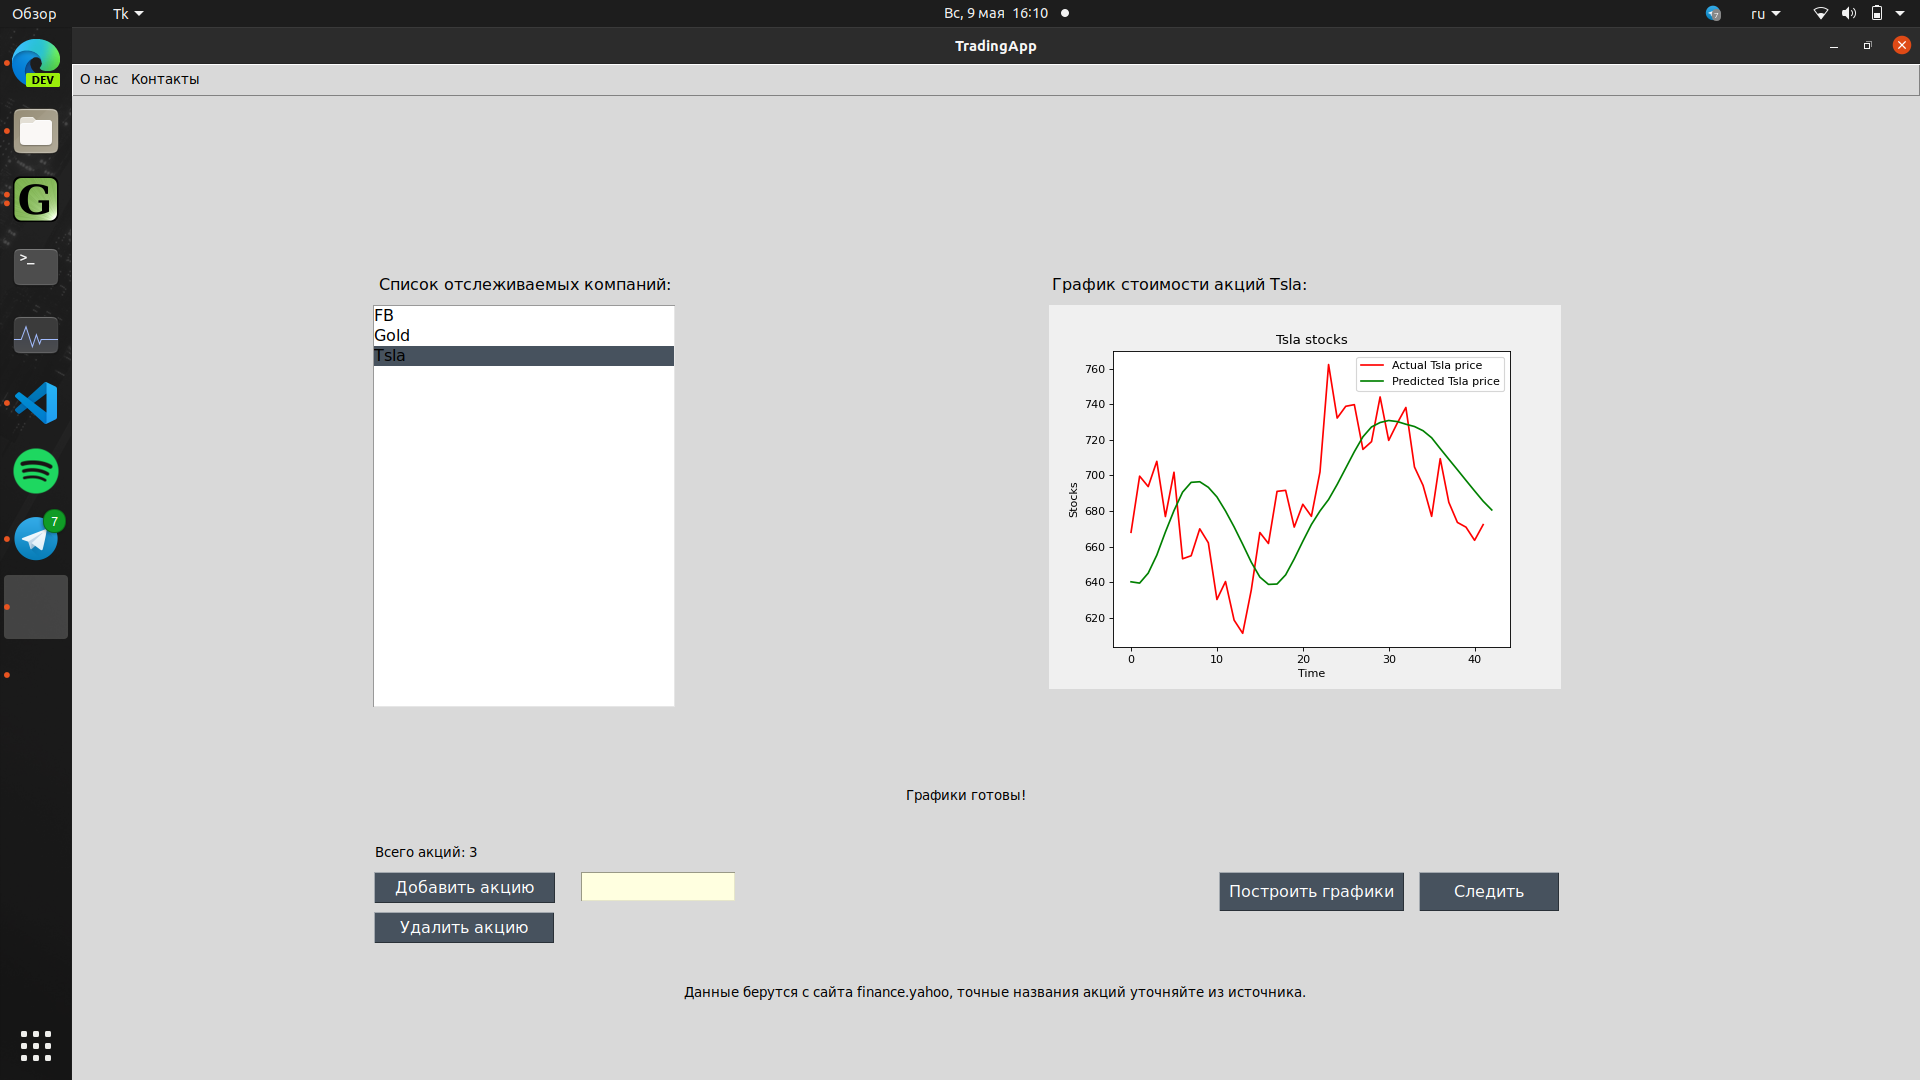 Обзор
Tk
Вс, 9 мая 16:10
ru
TradingApp
О нас Контакты
DEV
G
>_
7
Список отслеживаемых компаний:
FB
Gold
Tsla
График стоимости акций Tsla:
Tsla stocks
Actual Tsla price
Predicted Tsla price
760
740
720
700
680
660
640
620
Stocks
0 10 20 30 40
Time
Графики готовы!
Всего акций: 3
Добавить акцию
Удалить акцию
Построить графики
Следить
Данные берутся с сайта finance.yahoo, точные названия акций уточняйте из источника.